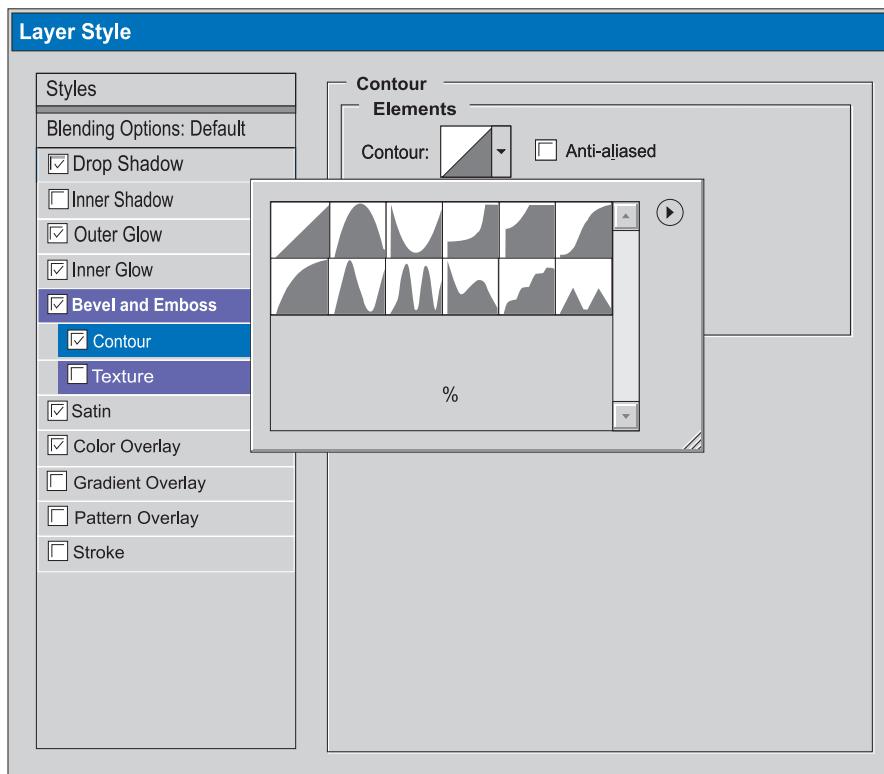 Layer Style
Styles
Blending Options: Default
Drop Shadow
Inner Shadow
Outer Glow
Inner Glow
Bevel and Emboss
Contour
Texture
Satin
Color Overlay
Gradient Overlay
Pattern Overlay
Stroke
Contour
Elements
Contour:
Anti-aliased
%